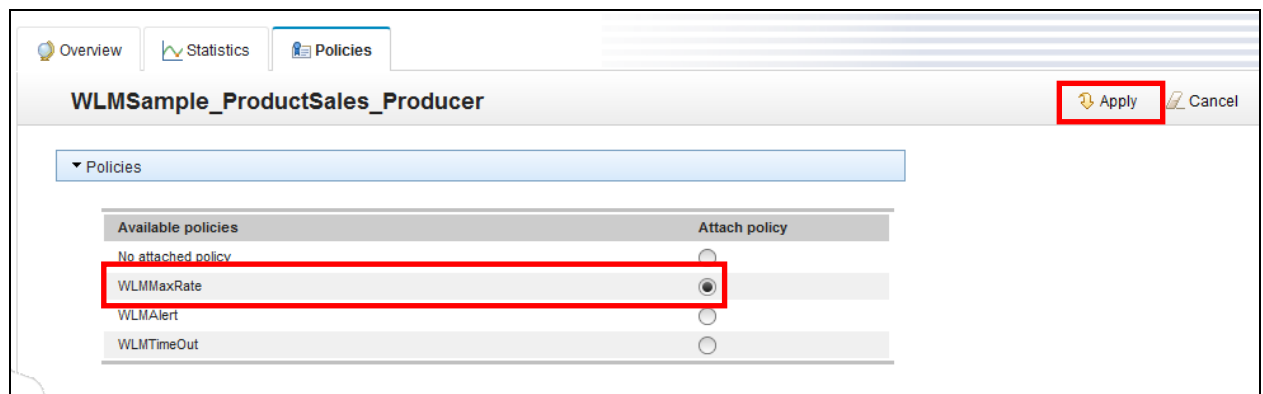 Overview Statistics Policies
WLMSample_ProductSales_Producer Apply Cancel
Policies
Available policies Attach policy
No attached policy
WLMMaxRate
WLMAlert
WLMTimeOut